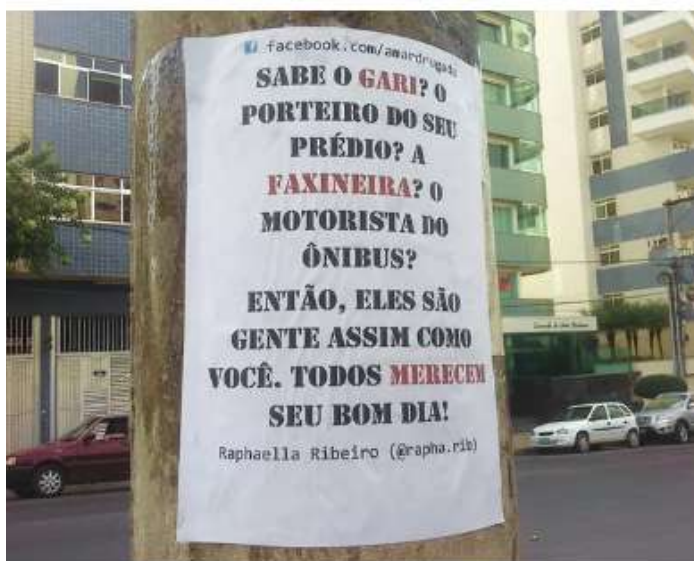 facebook.com/amardrugada
SABE O GARI? O
PORTEIRO DO SEU
PRÉDIO? A
FAXINEIRA? O
MOTORISTA DO
ÔNIBUS?
ENTÃO, ELES SÃO
GENTE ASSIM COMO
VOCÊ. TODOS MERECEM
SEU BOM DIA!
Raphaella Ribeiro (@rapha.rib)